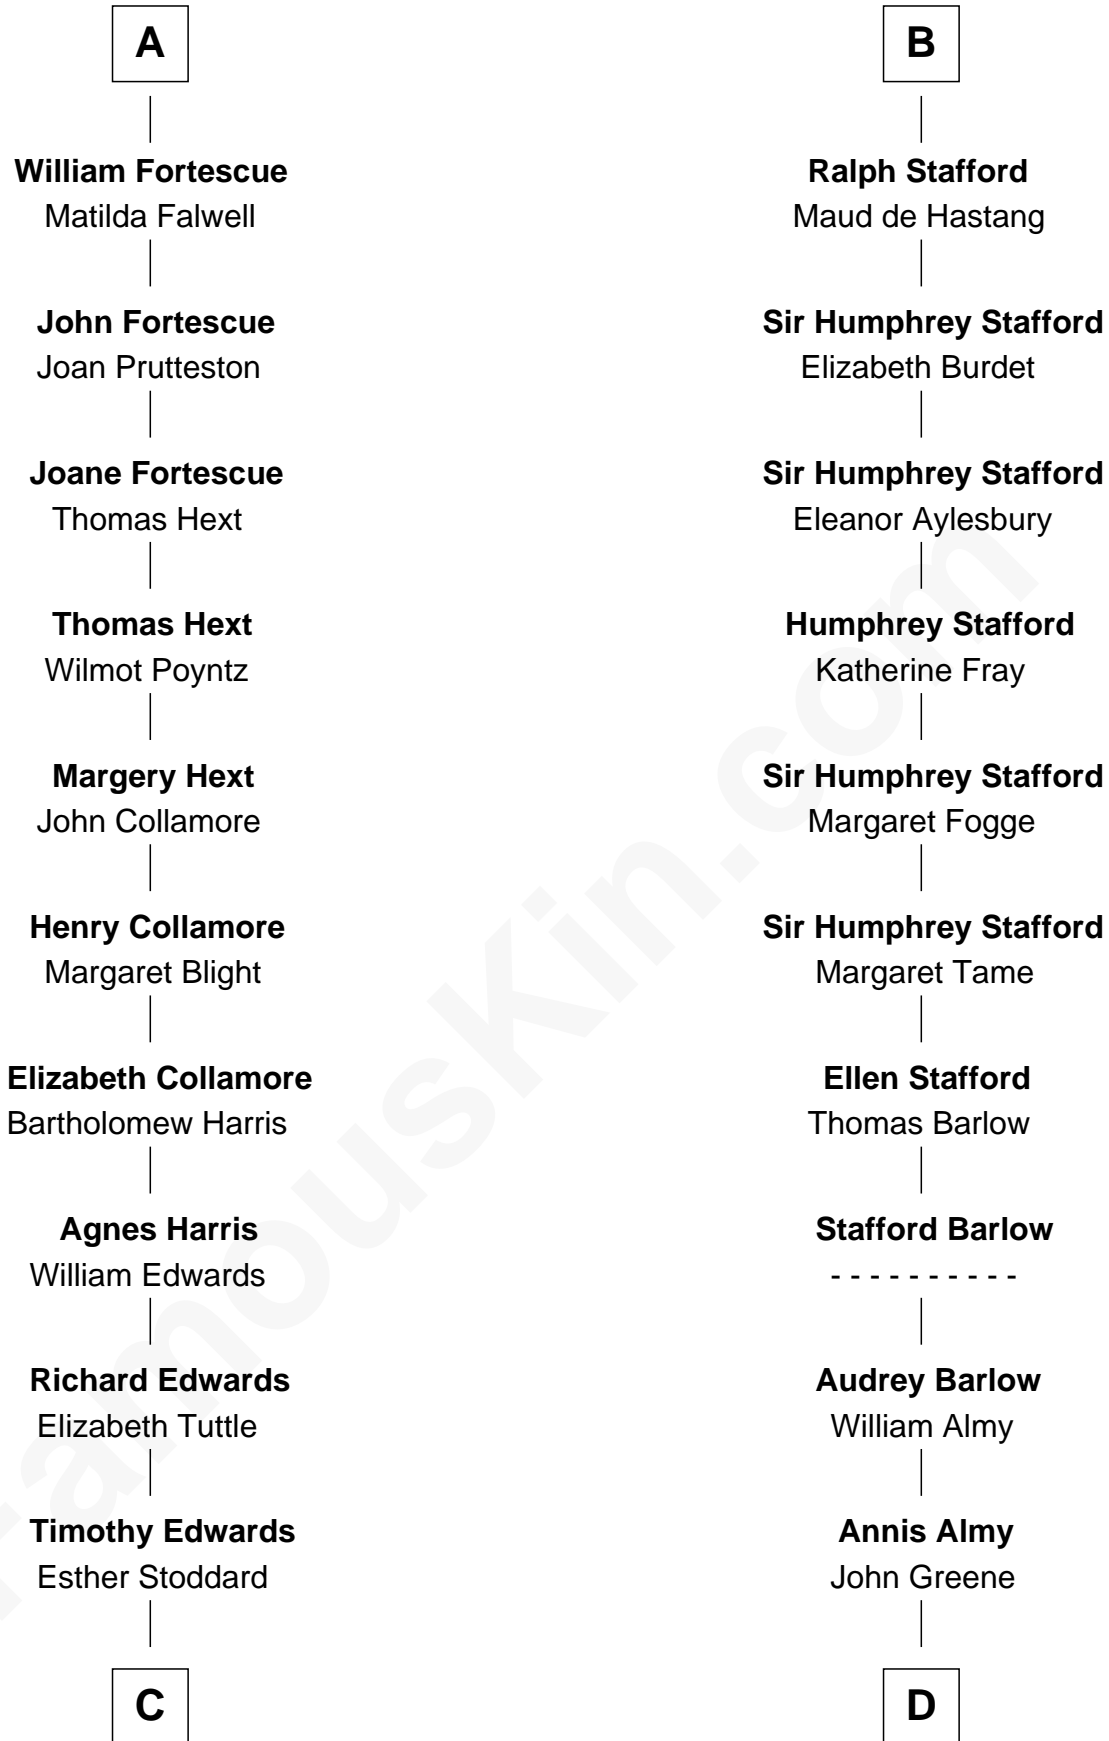 A
William Fortescue
Matilda Falwell
John Fortescue
Joan Prutteston
Joane Fortescue
Thomas Hext
Thomas Hext
Wilmot Poyntz
Margery Hext
John Collamore
Henry Collamore
Margaret Blight
Elizabeth Collamore
Bartholomew Harris
Agnes Harris
William Edwards
Richard Edwards
Elizabeth Tuttle
Timothy Edwards
Esther Stoddard
C
B
Ralph Stafford
Maud de Hastang
Sir Humphrey Stafford
Elizabeth Burdet
Sir Humphrey Stafford
Eleanor Aylesbury
Humphrey Stafford
Katherine Fray
Sir Humphrey Stafford
Margaret Fogge
Sir Humphrey Stafford
Margaret Tame
Ellen Stafford
Thomas Barlow
Stafford Barlow
- - - - - - - - - -
Audrey Barlow
William Almy
Annis Almy
John Greene
D
FamousKin.com